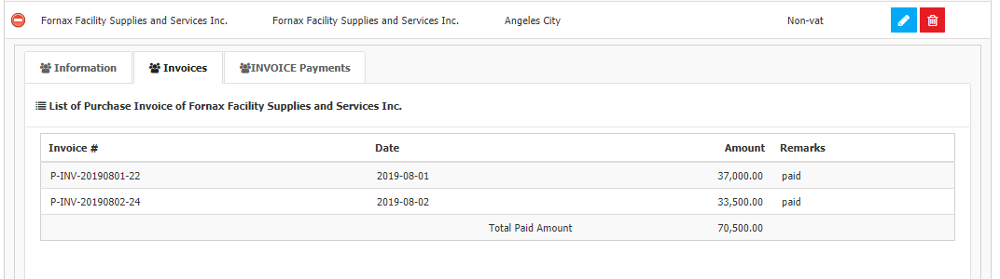 Fornax Facility Supplies and Services Inc. Fornax Facility Supplies and Services Inc. Angeles City Non-vat
Information Invoices INVOICE Payments
List of Purchase Invoice of Fornax Facility Supplies and Services Inc.
Invoice # Date Amount Remarks
P-INV-20190801-22 2019-08-01 37,000.00 paid
P-INV-20190802-24 2019-08-02 33,500.00 paid
Total Paid Amount 70,500.00